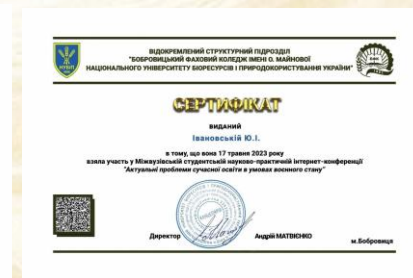 ВІДОКРЕМЛЕНИЙ СТРУКТУРНИЙ ПІДРОЗДІЛ
"БОБРОВИЦЬКИЙ ФАХОВИЙ КОЛЕДЖ ІМЕНІ О. МАЙНОВОЇ
НАЦІОНАЛЬНОГО УНІВЕРСИТЕТУ БІОРЕСУРСІВ І ПРИРОДОКОРИСТУВАННЯ УКРАЇНИ"
СЕРТИФІКАТ
ВИДАНИЙ
Івановській Ю.І.
в тому, що вона 17 травня 2023 року
взяла участь у Міжвузівській студентській науково-практичній інтернет-конференції
"Актуальні проблеми сучасної освіти в умовах воєнного стану"
Директор Андрій МАТВІЄНКО
м.Бобровиця